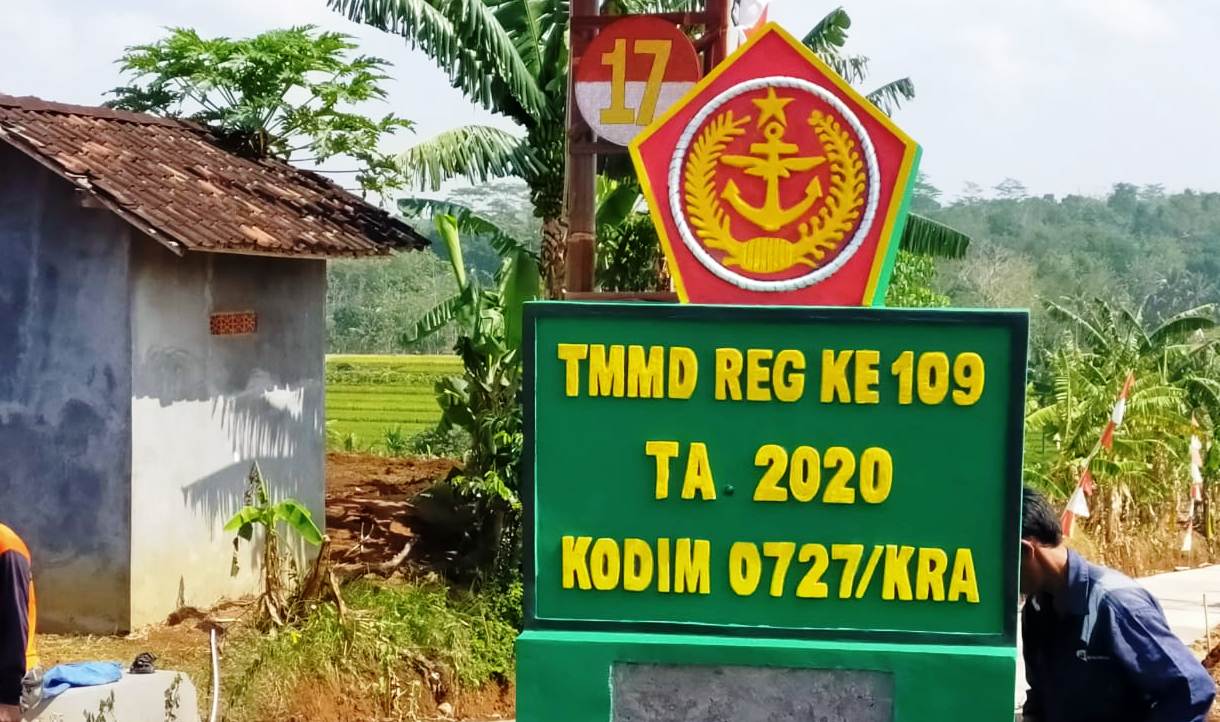 17
TMMD REG KE 109
TA 2020
KODIM 0727/KRA